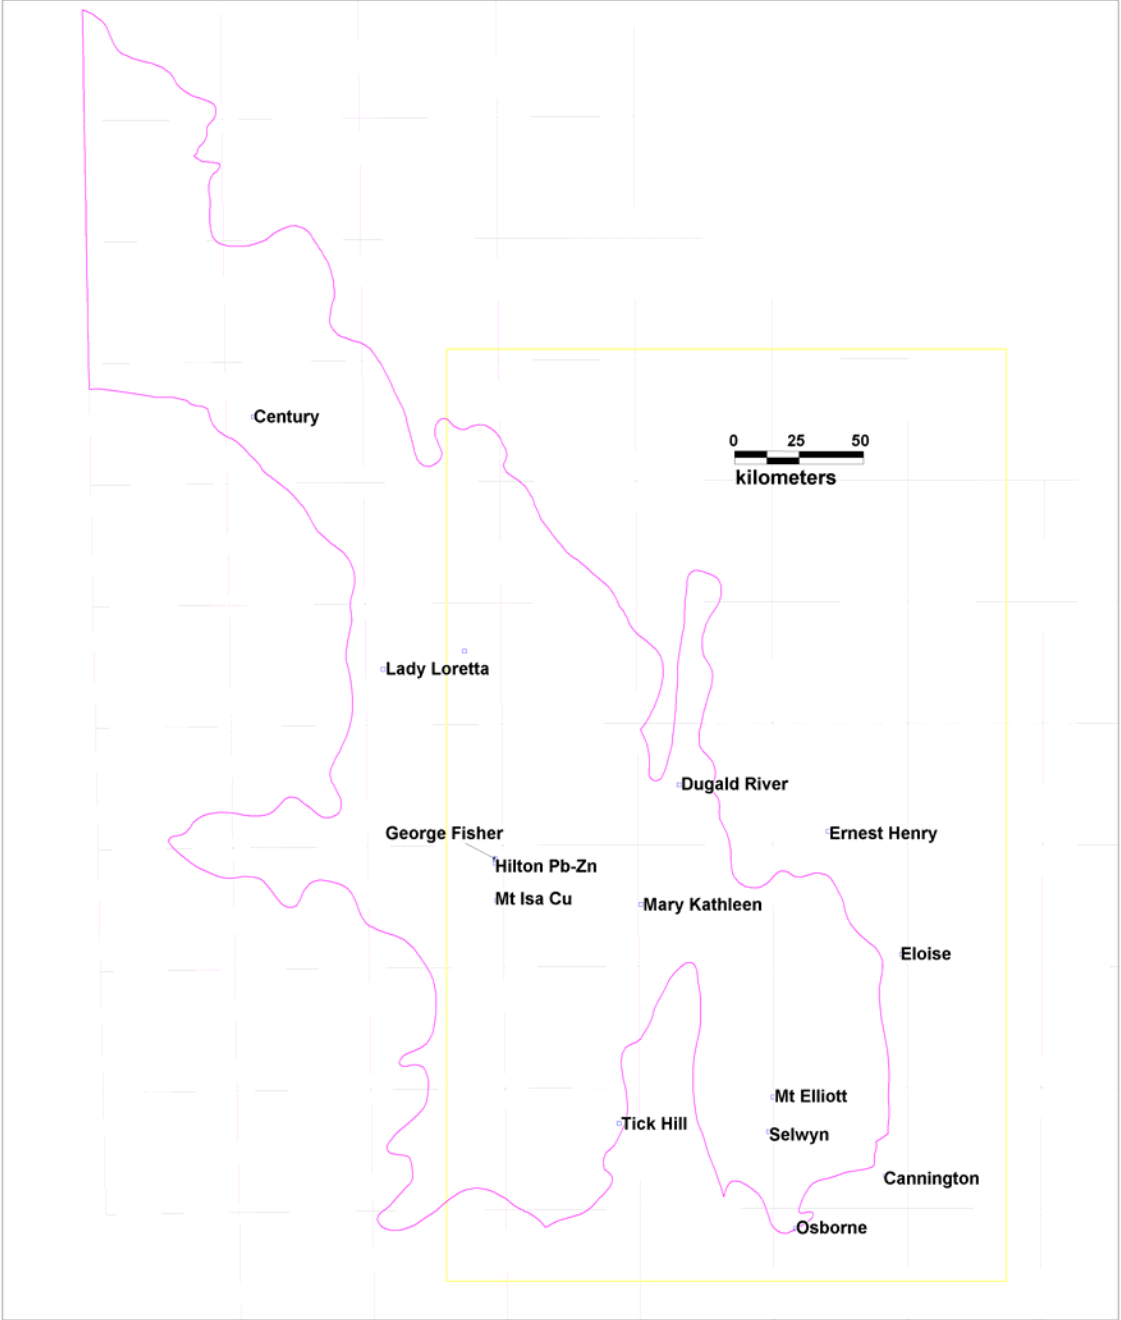 Century
0 25 50
kilometers
Lady Loretta
Dugald River
George Fisher
Ernest Henry
Hilton Pb-Zn
Mt Isa Cu
Mary Kathleen
Eloise
Mt Elliott
Tick Hill
Selwyn
Cannington
Osborne